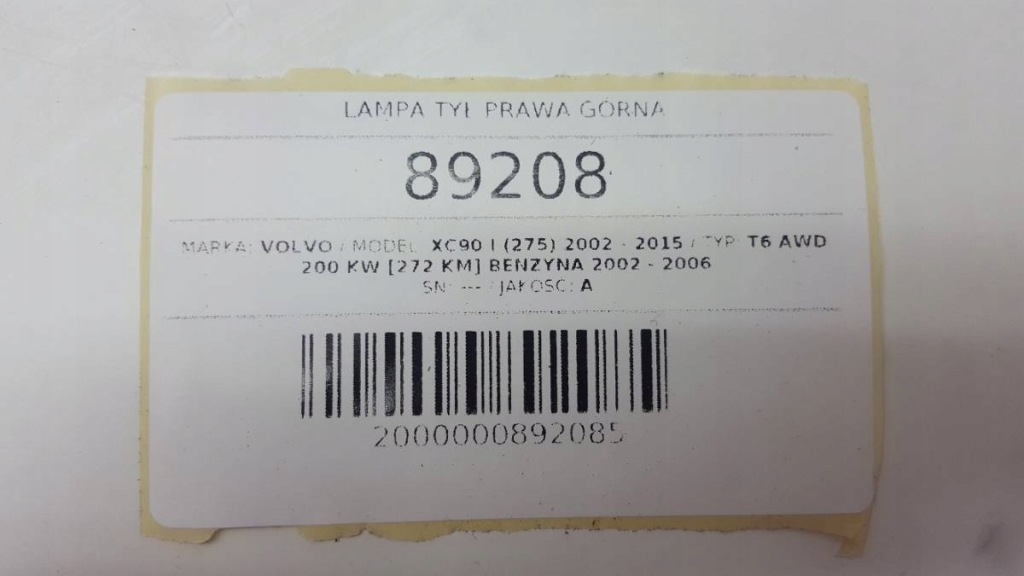 LAMPA TYŁ PRAWA GÓRNA
89208
MARKA: VOLVO / MODEL: XC90 I (275) 2002 - 2015 / TYP: T6 AWD
200 KW [272 KM] BENZYNA 2002 - 2006
SN: --- / JAKOŚĆ: A
2000000892085